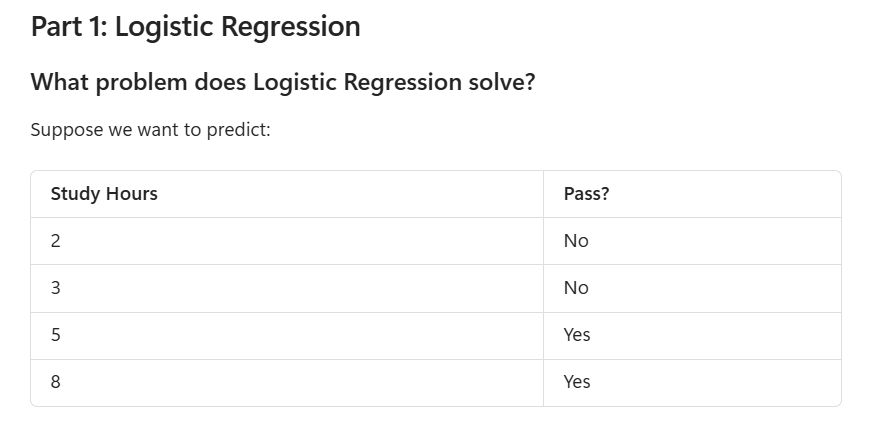 Part 1: Logistic Regression
What problem does Logistic Regression solve?
Suppose we want to predict:
Study Hours Pass?
2 No
3 No
5 Yes
8 Yes